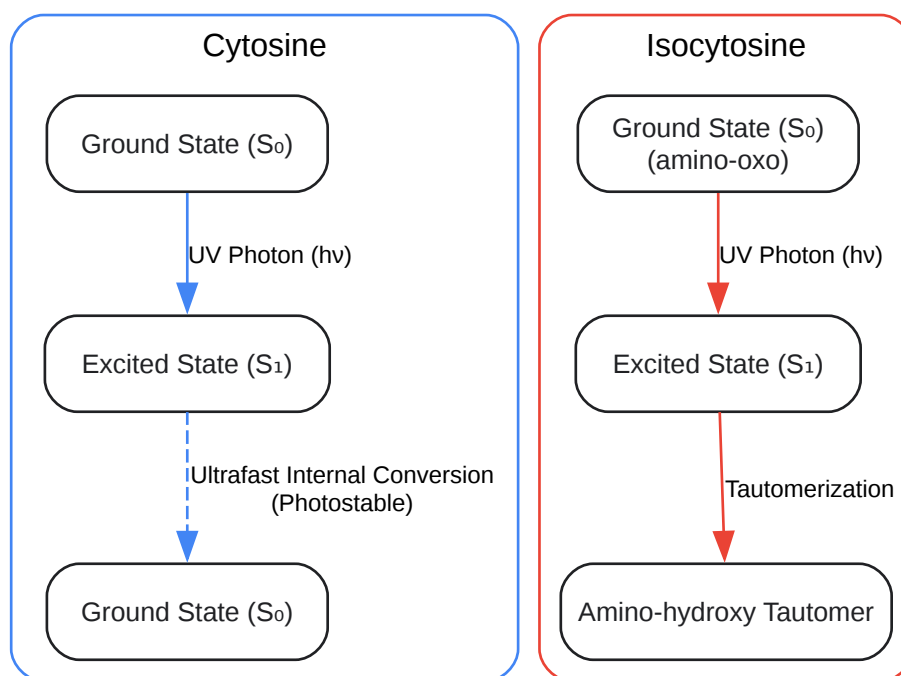 Cytosine
Ground State (S₀)
UV Photon (hν)
Excited State (S₁)
Ultrafast Internal Conversion
(Photostable)
Ground State (S₀)
Isocytosine
Ground State (S₀)
(amino-oxo)
UV Photon (hν)
Excited State (S₁)
Tautomerization
Amino-hydroxy Tautomer